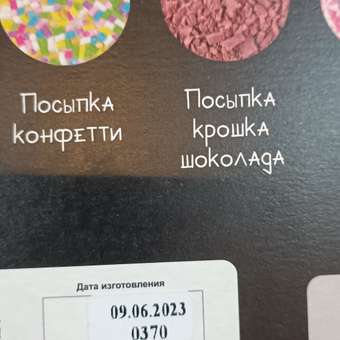 Посыпка
конфетти
Посыпка
крошка
шоколада
Дата изготовления
09.06.2023
0370